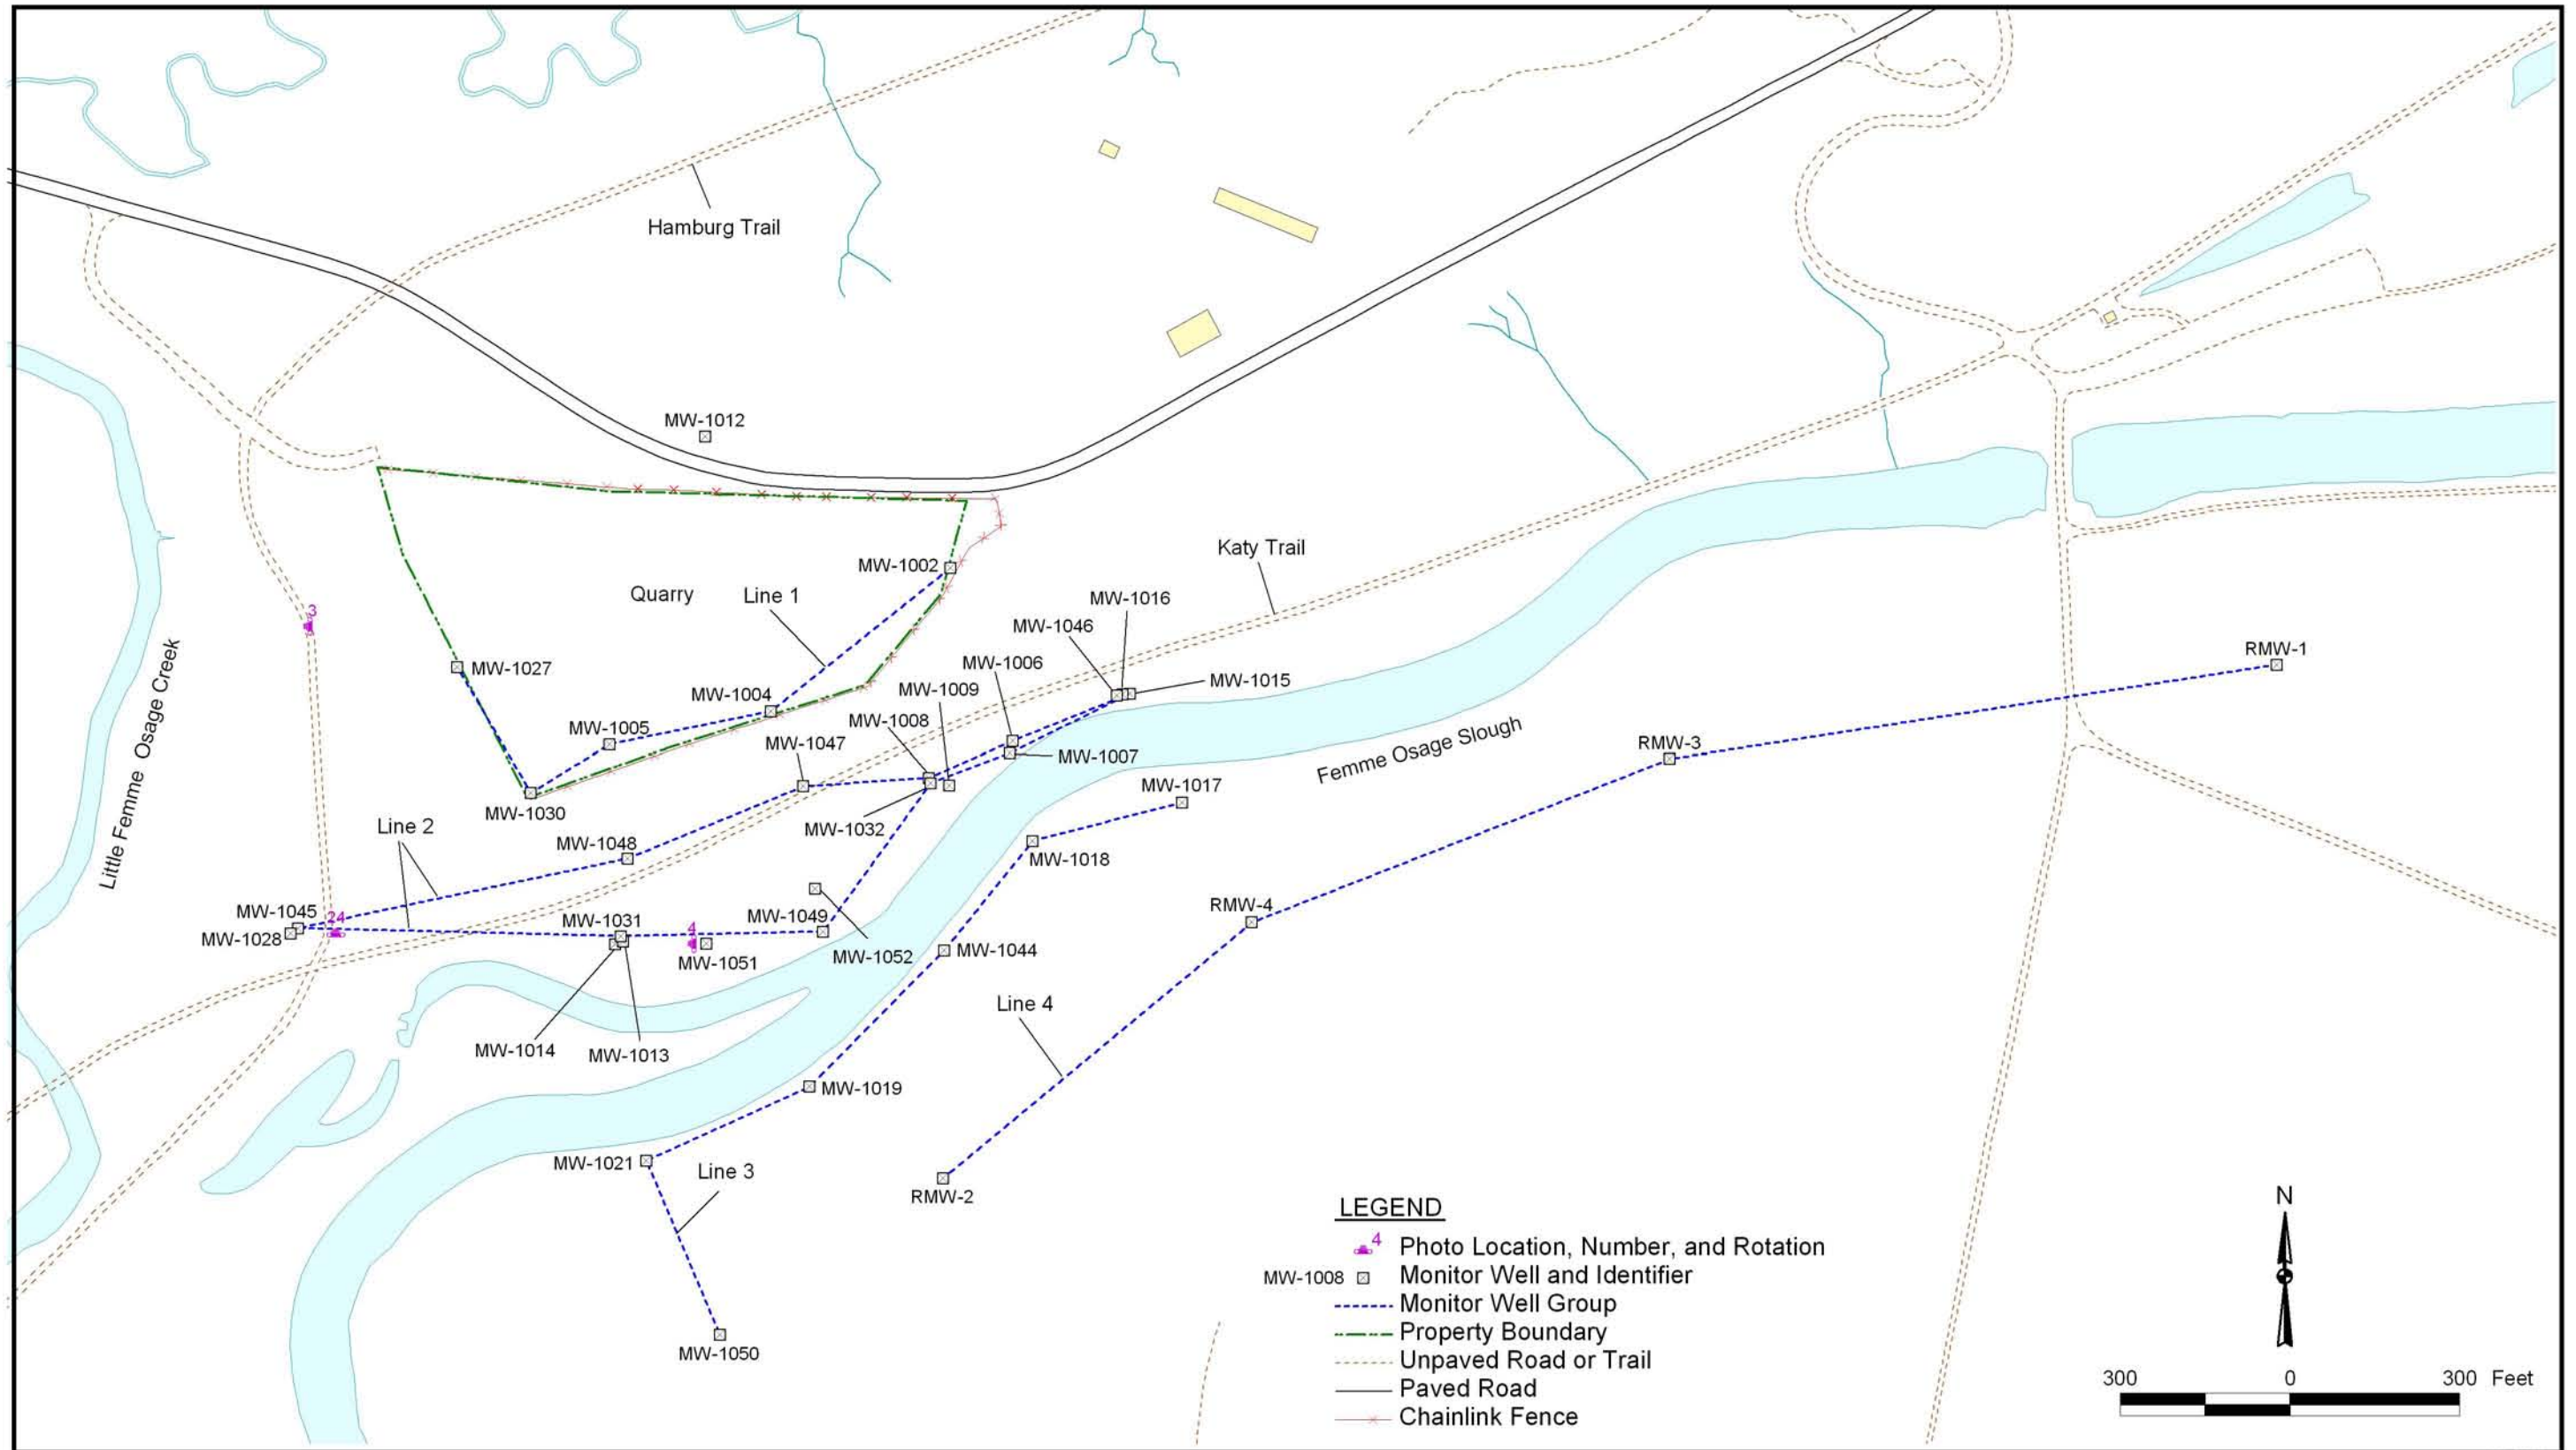 Hamburg Trail
MW-1012
Katy Trail
MW-1002
Quarry
Line 1
MW-1016
3
MW-1046
MW-1027
MW-1006
RMW-1
MW-1004
MW-1009
MW-1015
MW-1005
MW-1008
MW-1047
RMW-3
MW-1007
Femme Osage Slough
Little Femme Osage Creek
MW-1017
MW-1030
Line 2
MW-1032
MW-1048
MW-1018
MW-1045
24
MW-1031
4
MW-1049
RMW-4
MW-1028
MW-1051
MW-1052
MW-1044
Line 4
MW-1014
MW-1013
MW-1019
MW-1021
Line 3
RMW-2
MW-1050
LEGEND
4 Photo Location, Number, and Rotation
MW-1008 Monitor Well and Identifier
Monitor Well Group
Property Boundary
Unpaved Road or Trail
Paved Road
Chainlink Fence
N
300 0 300 Feet